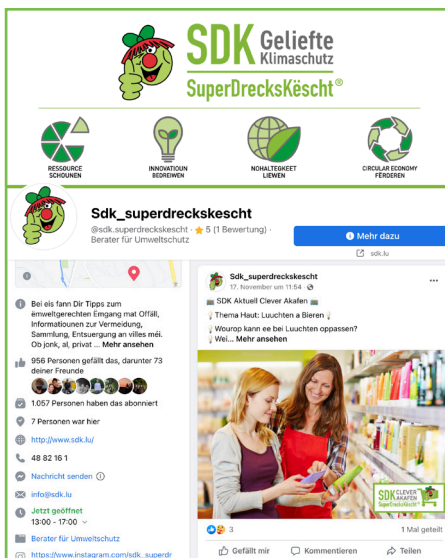 SDK Geliefte
Klimaschutz
SuperDrecksKëscht®
RESSOURCE
SCHOUNEN
INNOVATIOUN
BEDREIWEN
NOHALTEGKEET
LIEWEN
CIRCULAR ECONOMY
FËRDEREN
Sdk_superdreckskescht
@sdk.superdreckskescht · 5 (1 Bewertung) ·
Berater für Umweltschutz
Mehr dazu
sdk.lu
Bei eis fann Dir Tipps zum
ëmweltgerechten Ëmgang mat Offäll,
Informatiounen zur Vermeidung,
Sammlung, Entsuergung an villes méi.
Ob jonk, al, privat ... Mehr ansehen
956 Personen gefällt das, darunter 73
deiner Freunde
1.057 Personen haben das abonniert
7 Personen war hier
http://www.sdk.lu/
48 82 16 1
Nachricht senden
info@sdk.lu
Jetzt geöffnet
13:00 - 17:00
Berater für Umweltschutz
https://www.instagram.com/sdk_superdr
Sdk_superdreckskescht
17. November um 11:54 ·
SDK Aktuell Clever Akafen
Thema Haut: Luuchten a Bieren
Wourop kann ee bei Luuchten oppassen?
Wei... Mehr ansehen
SDK CLEVER
AKAFEN
SuperDrecksKëscht®
3
1 Mal geteilt
Gefällt mir
Kommentieren
Teilen